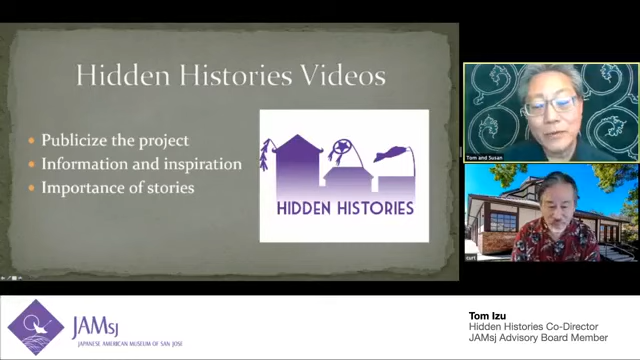 Hidden Histories Videos
Publicize the project
Information and inspiration
Importance of stories
HIDDEN HISTORIES
Tom and Susan
JAMsj
JAPANESE AMERICAN MUSEUM OF SAN JOSE
Tom Izu
Hidden Histories Co-Director
JAMsj Advisory Board Member